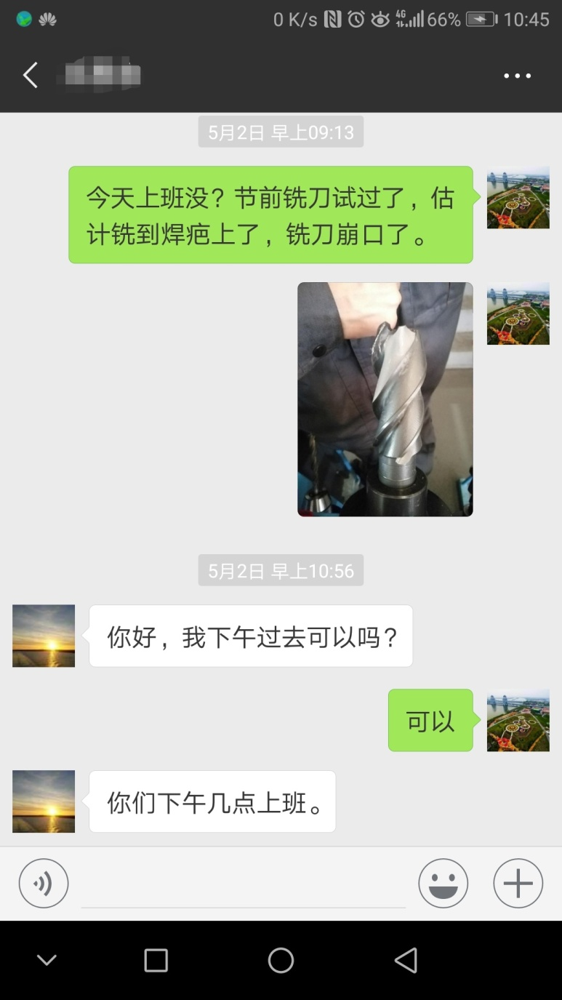 0 K/s 4G 66% 10:45
5月2日 早上09:13
今天上班没？节前铣刀试过了，估
计铣到焊疤上了，铣刀崩口了。
5月2日 早上10:56
你好，我下午过去可以吗？
可以
你们下午几点上班。